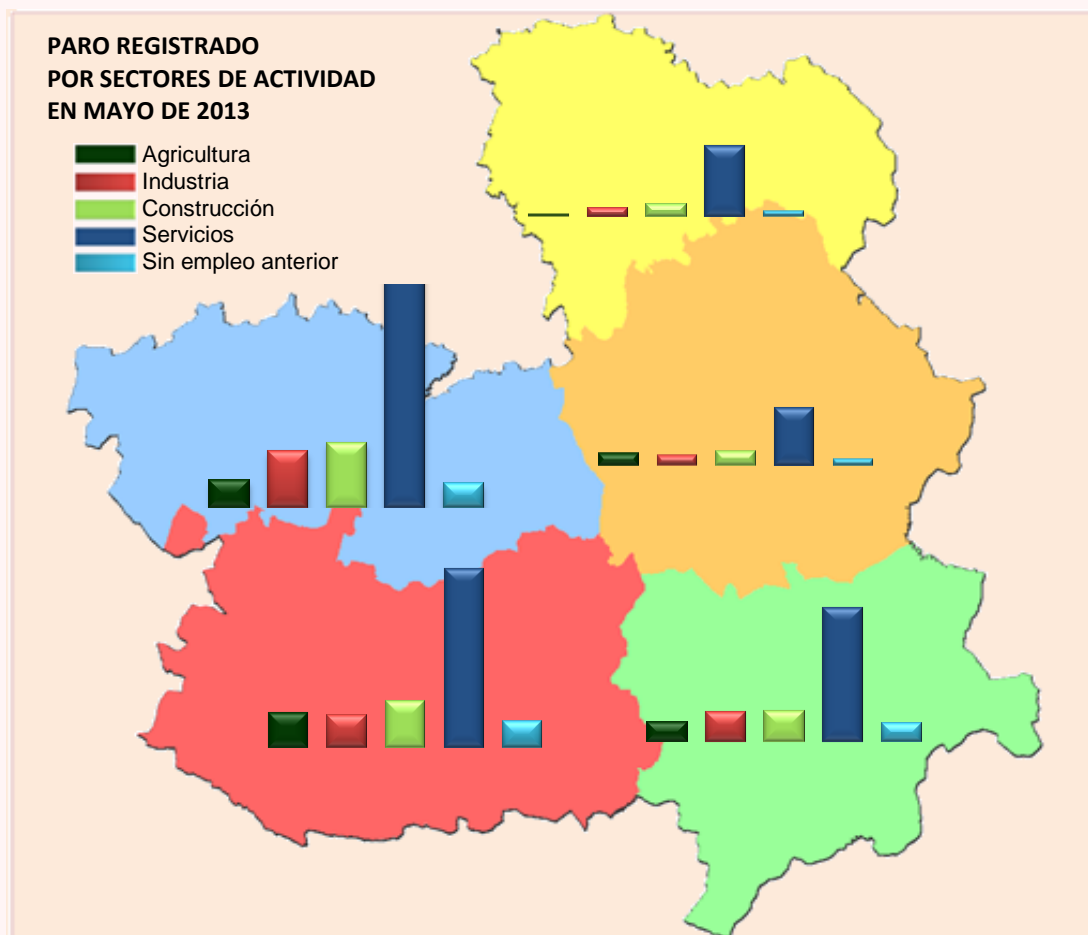 PARO REGISTRADO
POR SECTORES DE ACTIVIDAD
EN MAYO DE 2013
Agricultura
Industria
Construcción
Servicios
Sin empleo anterior